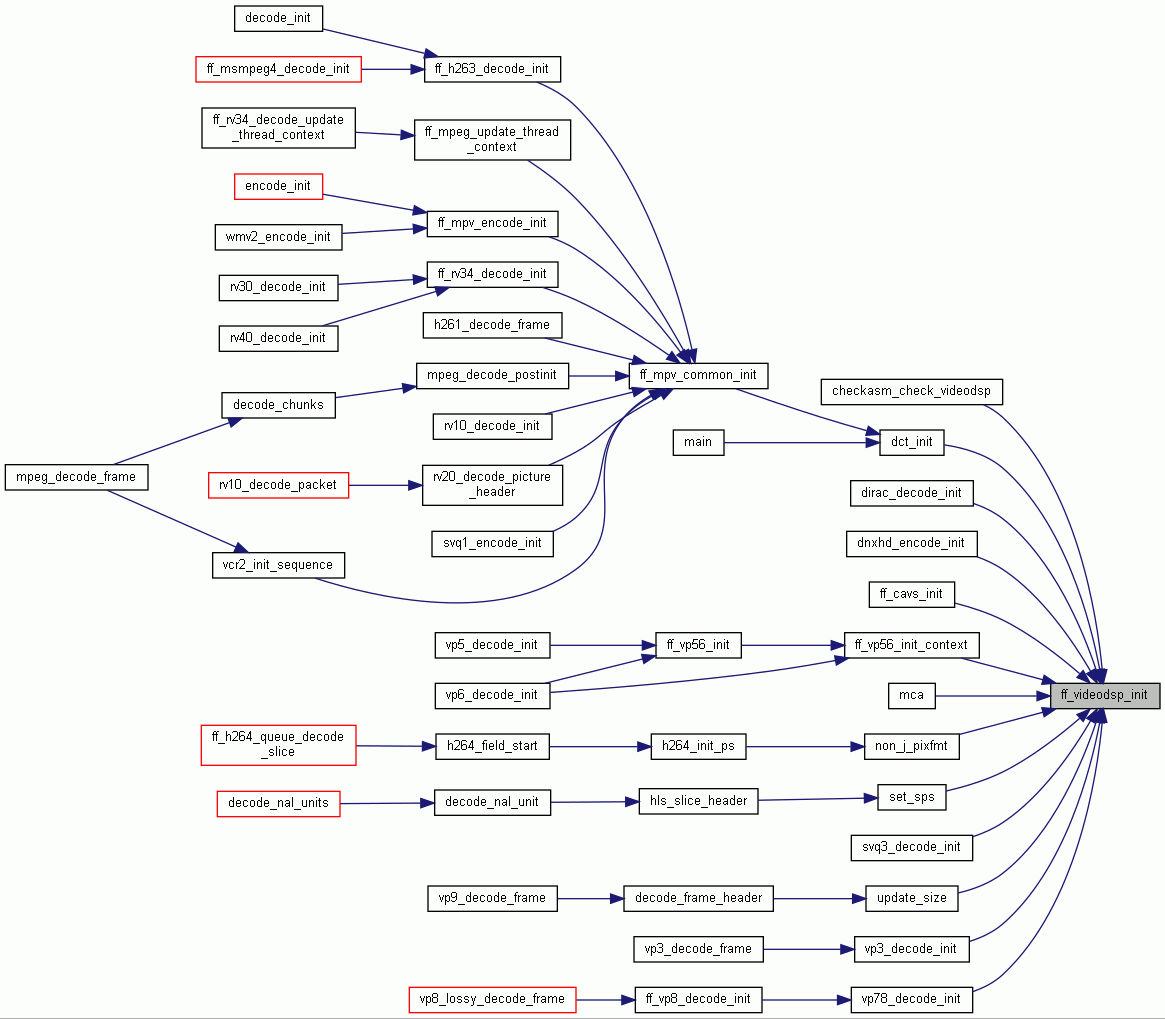 decode_init
ff_msmpeg4_decode_init
ff_h263_decode_init
ff_rv34_decode_update
_thread_context
ff_mpeg_update_thread
_context
encode_init
wmv2_encode_init
ff_mpv_encode_init
rv30_decode_init
rv40_decode_init
ff_rv34_decode_init
h261_decode_frame
mpeg_decode_postinit
ff_mpv_common_init
decode_chunks
rv10_decode_init
mpeg_decode_frame
rv10_decode_packet
rv20_decode_picture
_header
svq1_encode_init
vcr2_init_sequence
main
checkasm_check_videodsp
dct_init
dirac_decode_init
dnxhd_encode_init
ff_cavs_init
vp5_decode_init
ff_vp56_init
ff_vp56_init_context
vp6_decode_init
mca
ff_videodsp_init
ff_h264_queue_decode
_slice
h264_field_start
h264_init_ps
non_j_pixfmt
decode_nal_units
decode_nal_unit
hls_slice_header
set_sps
svq3_decode_init
vp9_decode_frame
decode_frame_header
update_size
vp3_decode_frame
vp3_decode_init
vp8_lossy_decode_frame
ff_vp8_decode_init
vp78_decode_init